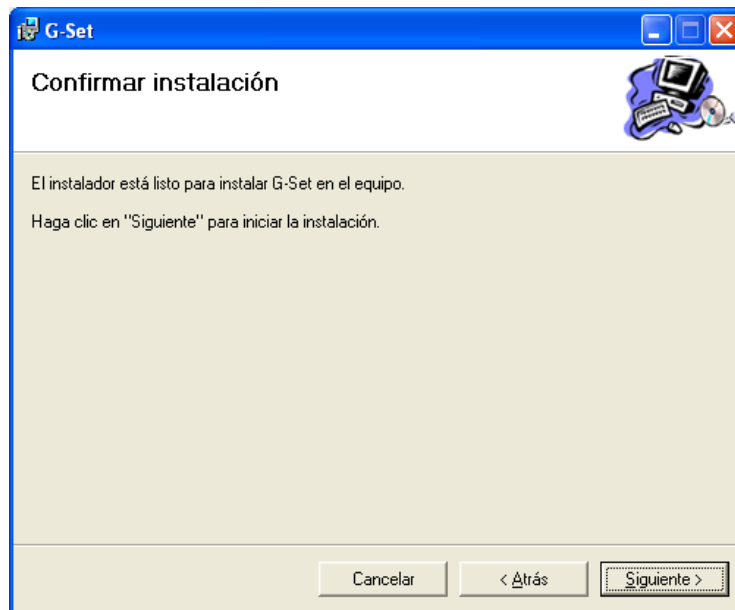 G-Set
Confirmar instalación
El instalador está listo para instalar G-Set en el equipo.
Haga clic en "Siguiente" para iniciar la instalación.
Cancelar
< Atrás
Siguiente >